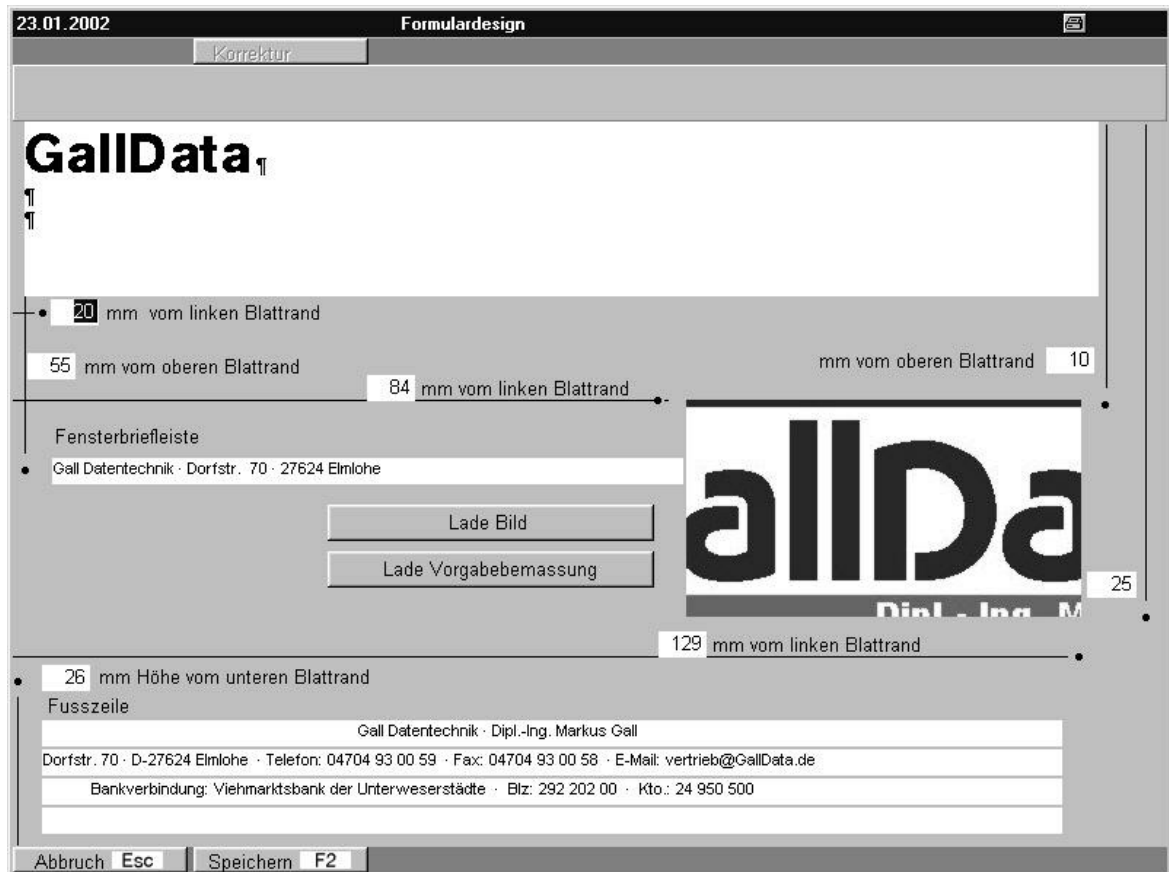 23.01.2002 Formulardesign
Korrektur
GallData¶
¶
¶
20 mm vom linken Blattrand
55 mm vom oberen Blattrand
mm vom oberen Blattrand 10
84 mm vom linken Blattrand
Fensterbriefleiste
Gall Datentechnik · Dorfstr. 70 · 27624 Elmlohe
allDa
Lade Bild
Lade Vorgabebemassung
25
Dipl.-Ing. M
129 mm vom linken Blattrand
26 mm Höhe vom unteren Blattrand
Fusszeile
Gall Datentechnik · Dipl.-Ing. Markus Gall
Dorfstr. 70 · D-27624 Elmlohe · Telefon: 04704 93 00 59 · Fax: 04704 93 00 58 · E-Mail: vertrieb@GallData.de
Bankverbindung: Viehmarktsbank der Unterweserstädte · Blz: 292 202 00 · Kto.: 24 950 500
Abbruch Esc Speichern F2